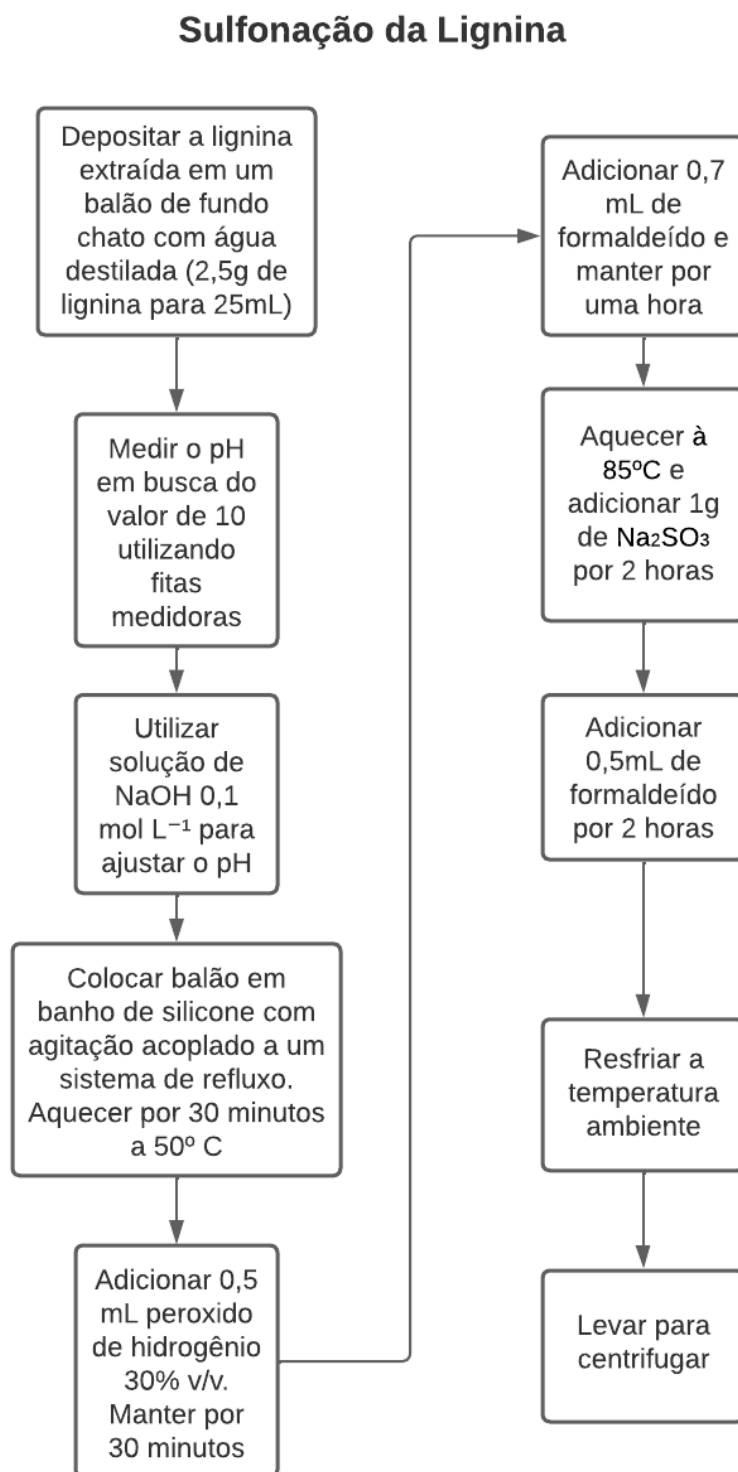 Sulfonação da Lignina
Depositar a lignina
extraída em um
balão de fundo
chato com água
destilada (2,5g de
lignina para 25mL)
Medir o pH
em busca do
valor de 10
utilizando
fitas
medidoras
Utilizar
solução de
NaOH 0,1
mol L⁻¹ para
ajustar o pH
Colocar balão em
banho de silicone com
agitação acoplado a um
sistema de refluxo.
Aquecer por 30 minutos
a 50º C
Adicionar 0,5
mL peroxido
de hidrogênio
30% v/v.
Manter por
30 minutos
Adicionar 0,7
mL de
formaldeído e
manter por
uma hora
Aquecer à
85ºC e
adicionar 1g
de Na₂SO₃
por 2 horas
Adicionar
0,5mL de
formaldeído
por 2 horas
Resfriar a
temperatura
ambiente
Levar para
centrifugar